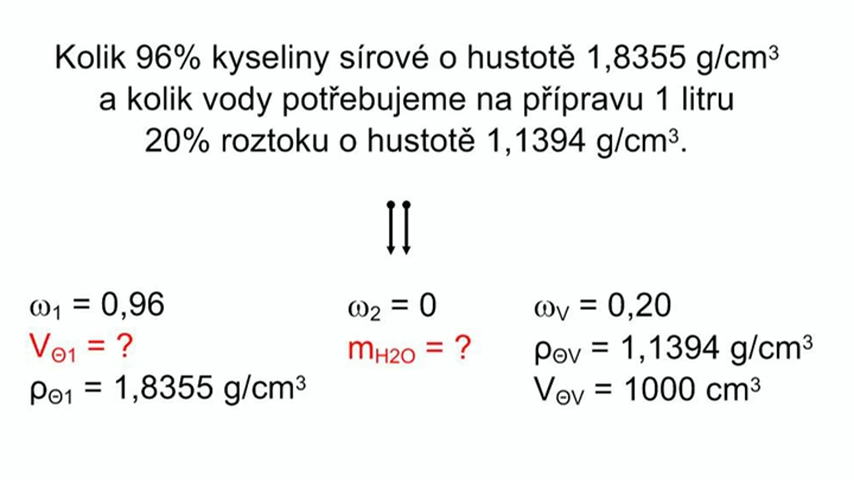 Kolik 96% kyseliny sírové o hustotě 1,8355 g/cm³
a kolik vody potřebujeme na přípravu 1 litru
20% roztoku o hustotě 1,1394 g/cm³.
ω₁ = 0,96 ω₂ = 0 ωV = 0,20
VΘ1 = ? mH2O = ? ρΘV = 1,1394 g/cm³
ρΘ1 = 1,8355 g/cm³ VΘV = 1000 cm³